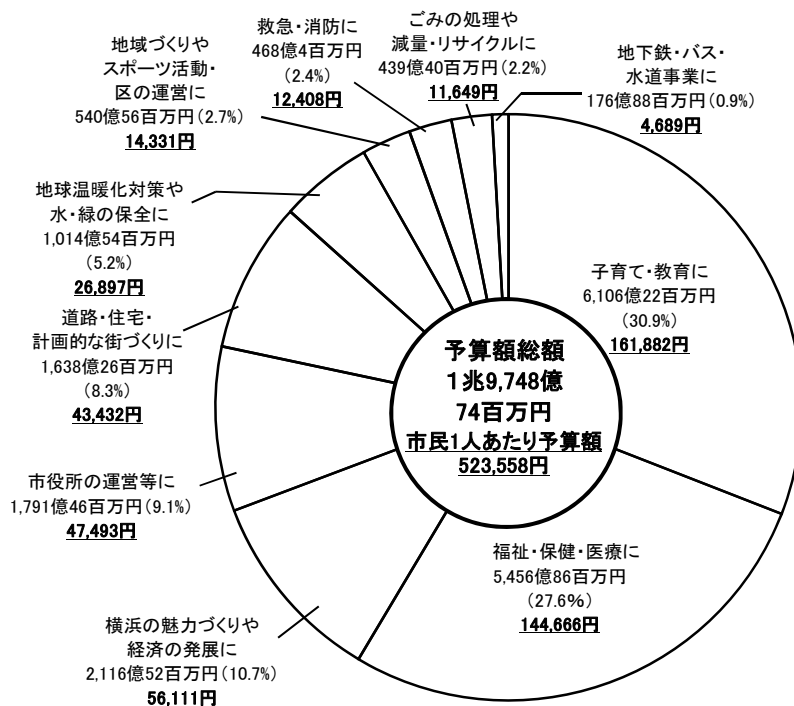 予算額総額
1兆9,748億
74百万円
市民1人あたり予算額
523,558円
子育て・教育に
6,106億22百万円
(30.9%)
161,882円
福祉・保健・医療に
5,456億86百万円
(27.6%)
144,666円
横浜の魅力づくりや
経済の発展に
2,116億52百万円(10.7%)
56,111円
市役所の運営等に
1,791億46百万円(9.1%)
47,493円
道路・住宅・
計画的な街づくりに
1,638億26百万円
(8.3%)
43,432円
地球温暖化対策や
水・緑の保全に
1,014億54百万円
(5.2%)
26,897円
地域づくりや
スポーツ活動・
区の運営に
540億56百万円(2.7%)
14,331円
救急・消防に
468億4百万円
(2.4%)
12,408円
ごみの処理や
減量・リサイクルに
439億40百万円(2.2%)
11,649円
地下鉄・バス・
水道事業に
176億88百万円(0.9%)
4,689円